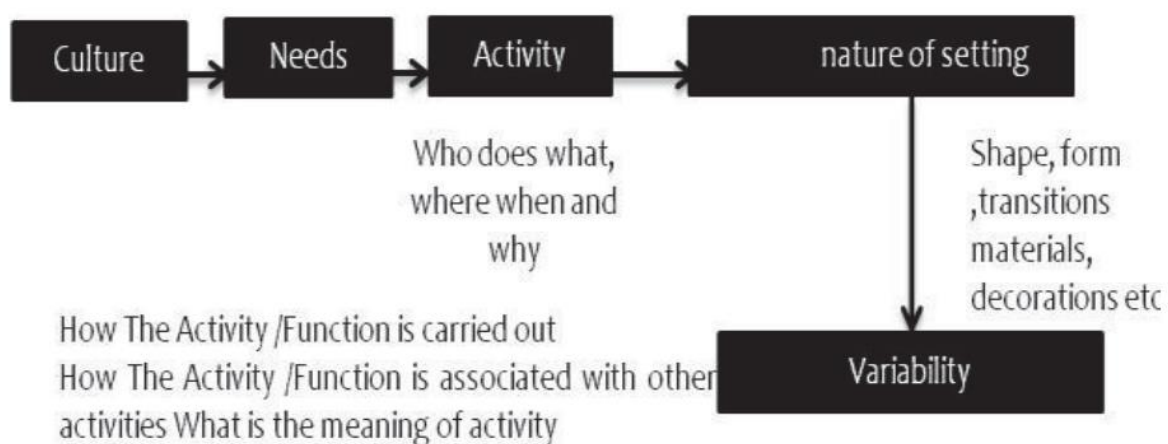 Culture
Needs
Activity
nature of setting
Who does what,
where when and
why
Shape, form
,transitions
materials,
decorations etc
How The Activity /Function is carried out
How The Activity /Function is associated with other
activities What is the meaning of activity
Variability